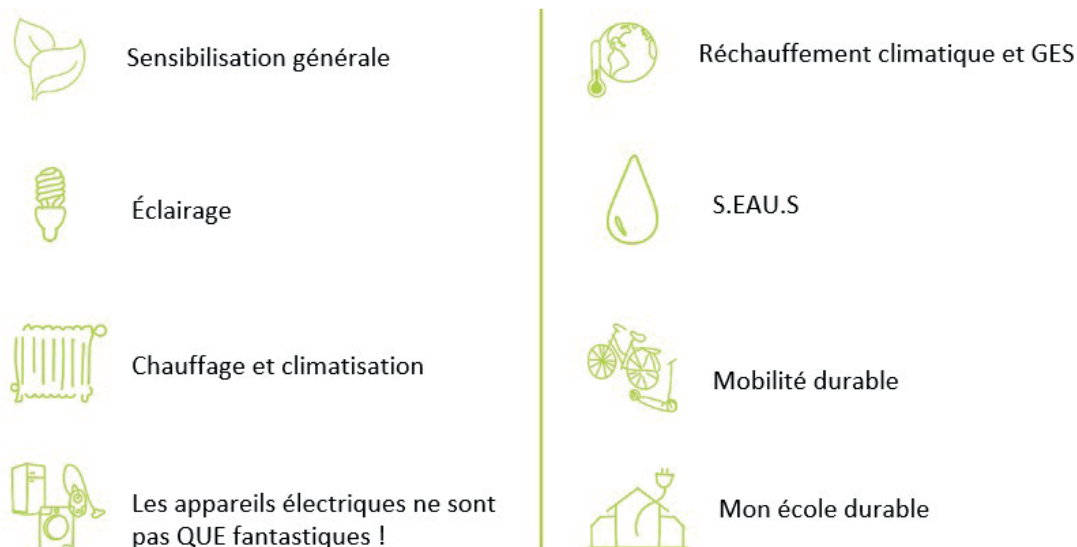 Sensibilisation générale
Éclairage
Chauffage et climatisation
Les appareils électriques ne sont
pas QUE fantastiques !
Réchauffement climatique et GES
S.EAU.S
Mobilité durable
Mon école durable